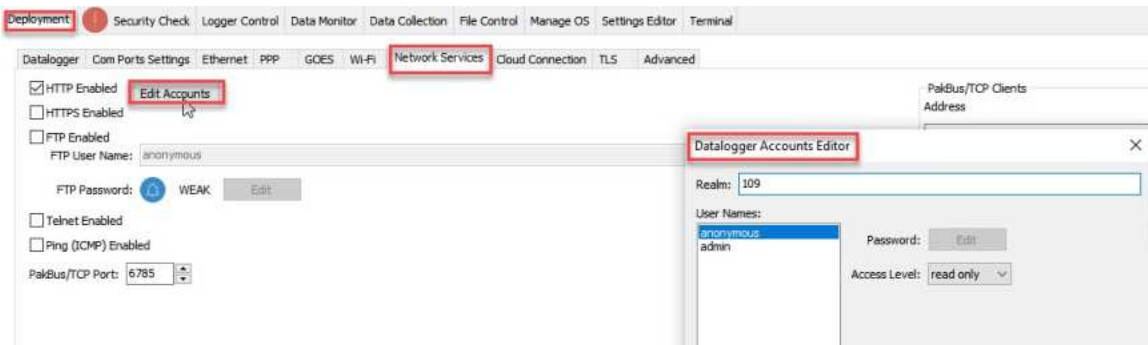 Deployment ! Security Check Logger Control Data Monitor Data Collection File Control Manage OS Settings Editor Terminal
Datalogger Com Ports Settings Ethernet PPP GOES Wi-Fi Network Services Cloud Connection TLS Advanced
HTTP Enabled Edit Accounts
HTTPS Enabled
FTP Enabled
FTP User Name: anonymous
FTP Password: WEAK Edit
Telnet Enabled
Ping (ICMP) Enabled
PakBus/TCP Port: 6785
PakBus/TCP Clients
Address
Datalogger Accounts Editor
Realm: 109
User Names:
anonymous
admin
Password: Edit
Access Level: read only